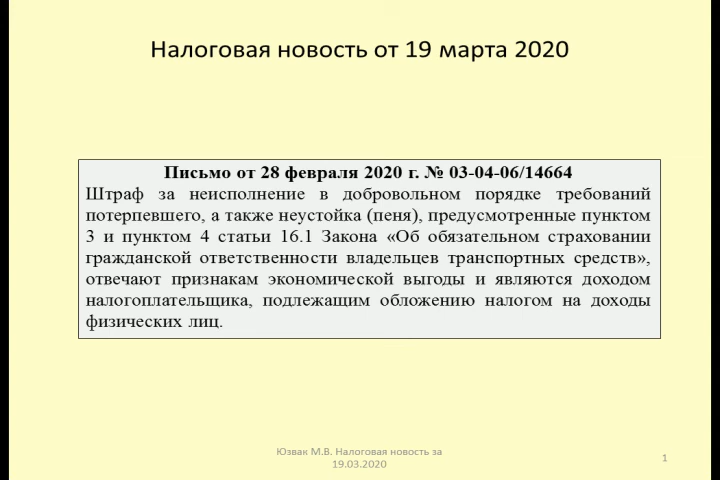 Налоговая новость от 19 марта 2020
Письмо от 28 февраля 2020 г. № 03-04-06/14664
Штраф за неисполнение в добровольном порядке требований
потерпевшего, а также неустойка (пеня), предусмотренные пунктом
3 и пунктом 4 статьи 16.1 Закона «Об обязательном страховании
гражданской ответственности владельцев транспортных средств»,
отвечают признакам экономической выгоды и являются доходом
налогоплательщика, подлежащим обложению налогом на доходы
физических лиц.
Юзвак М.В. Налоговая новость за
19.03.2020
1